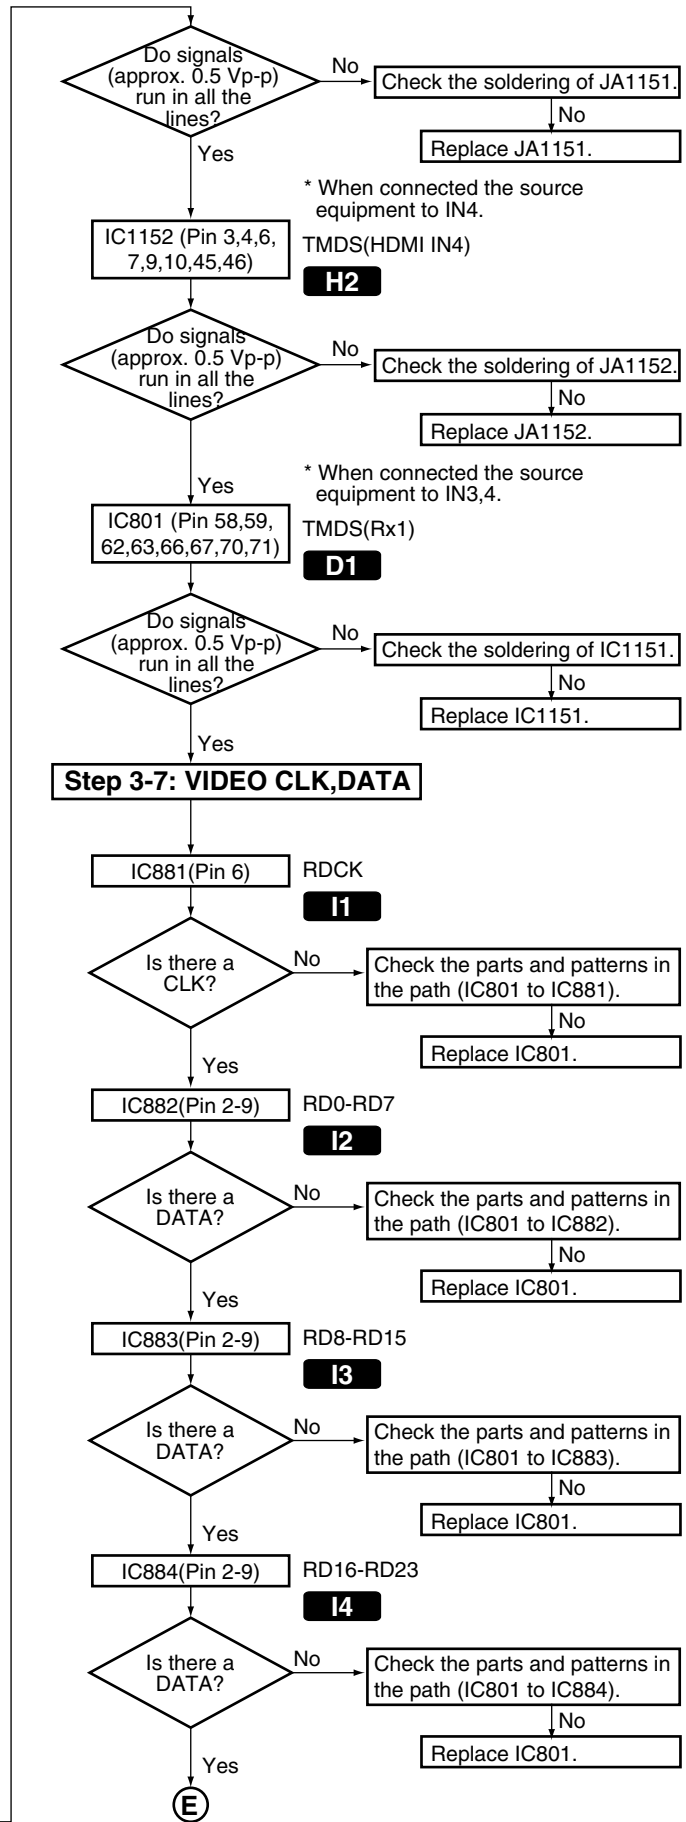 Do signals
(approx. 0.5 Vp-p)
run in all the
lines?
No
Check the soldering of JA1151.
No
Replace JA1151.
Yes
* When connected the source
equipment to IN4.
IC1152 (Pin 3,4,6,
7,9,10,45,46)
TMDS(HDMI IN4)
H2
Do signals
(approx. 0.5 Vp-p)
run in all the
lines?
No
Check the soldering of JA1152.
No
Replace JA1152.
Yes
* When connected the source
equipment to IN3,4.
IC801 (Pin 58,59,
62,63,66,67,70,71)
TMDS(Rx1)
D1
Do signals
(approx. 0.5 Vp-p)
run in all the
lines?
No
Check the soldering of IC1151.
No
Replace IC1151.
Yes
Step 3-7: VIDEO CLK,DATA
IC881(Pin 6)
RDCK
I1
Is there a
CLK?
No
Check the parts and patterns in
the path (IC801 to IC881).
No
Replace IC801.
Yes
IC882(Pin 2-9)
RD0-RD7
I2
Is there a
DATA?
No
Check the parts and patterns in
the path (IC801 to IC882).
No
Replace IC801.
Yes
IC883(Pin 2-9)
RD8-RD15
I3
Is there a
DATA?
No
Check the parts and patterns in
the path (IC801 to IC883).
No
Replace IC801.
Yes
IC884(Pin 2-9)
RD16-RD23
I4
Is there a
DATA?
No
Check the parts and patterns in
the path (IC801 to IC884).
No
Replace IC801.
Yes
E